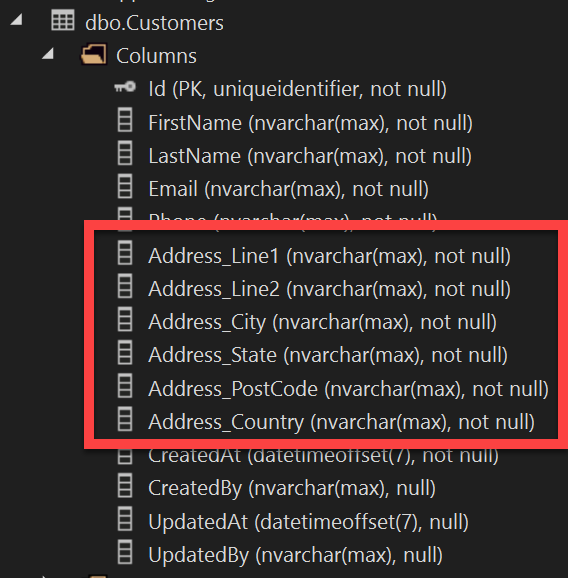 dbo.Customers
Columns
Id (PK, uniqueidentifier, not null)
FirstName (nvarchar(max), not null)
LastName (nvarchar(max), not null)
Email (nvarchar(max), not null)
Phone (nvarchar(max), not null)
Address_Line1 (nvarchar(max), not null)
Address_Line2 (nvarchar(max), not null)
Address_City (nvarchar(max), not null)
Address_State (nvarchar(max), not null)
Address_PostCode (nvarchar(max), not null)
Address_Country (nvarchar(max), not null)
CreatedAt (datetimeoffset(7), not null)
CreatedBy (nvarchar(max), null)
UpdatedAt (datetimeoffset(7), null)
UpdatedBy (nvarchar(max), null)